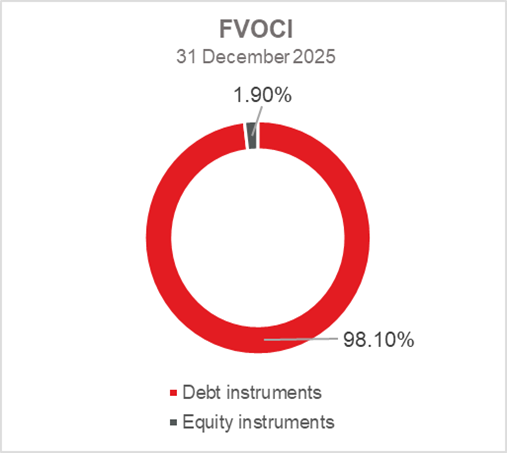 FVOCI
31 December 2025
1.90%
98.10%
Debt instruments
Equity instruments